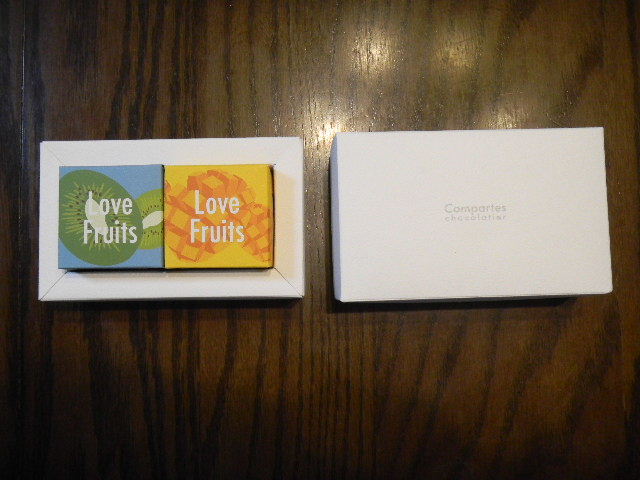 Love
Fruits
Love
Fruits
Compartes
chocolatier